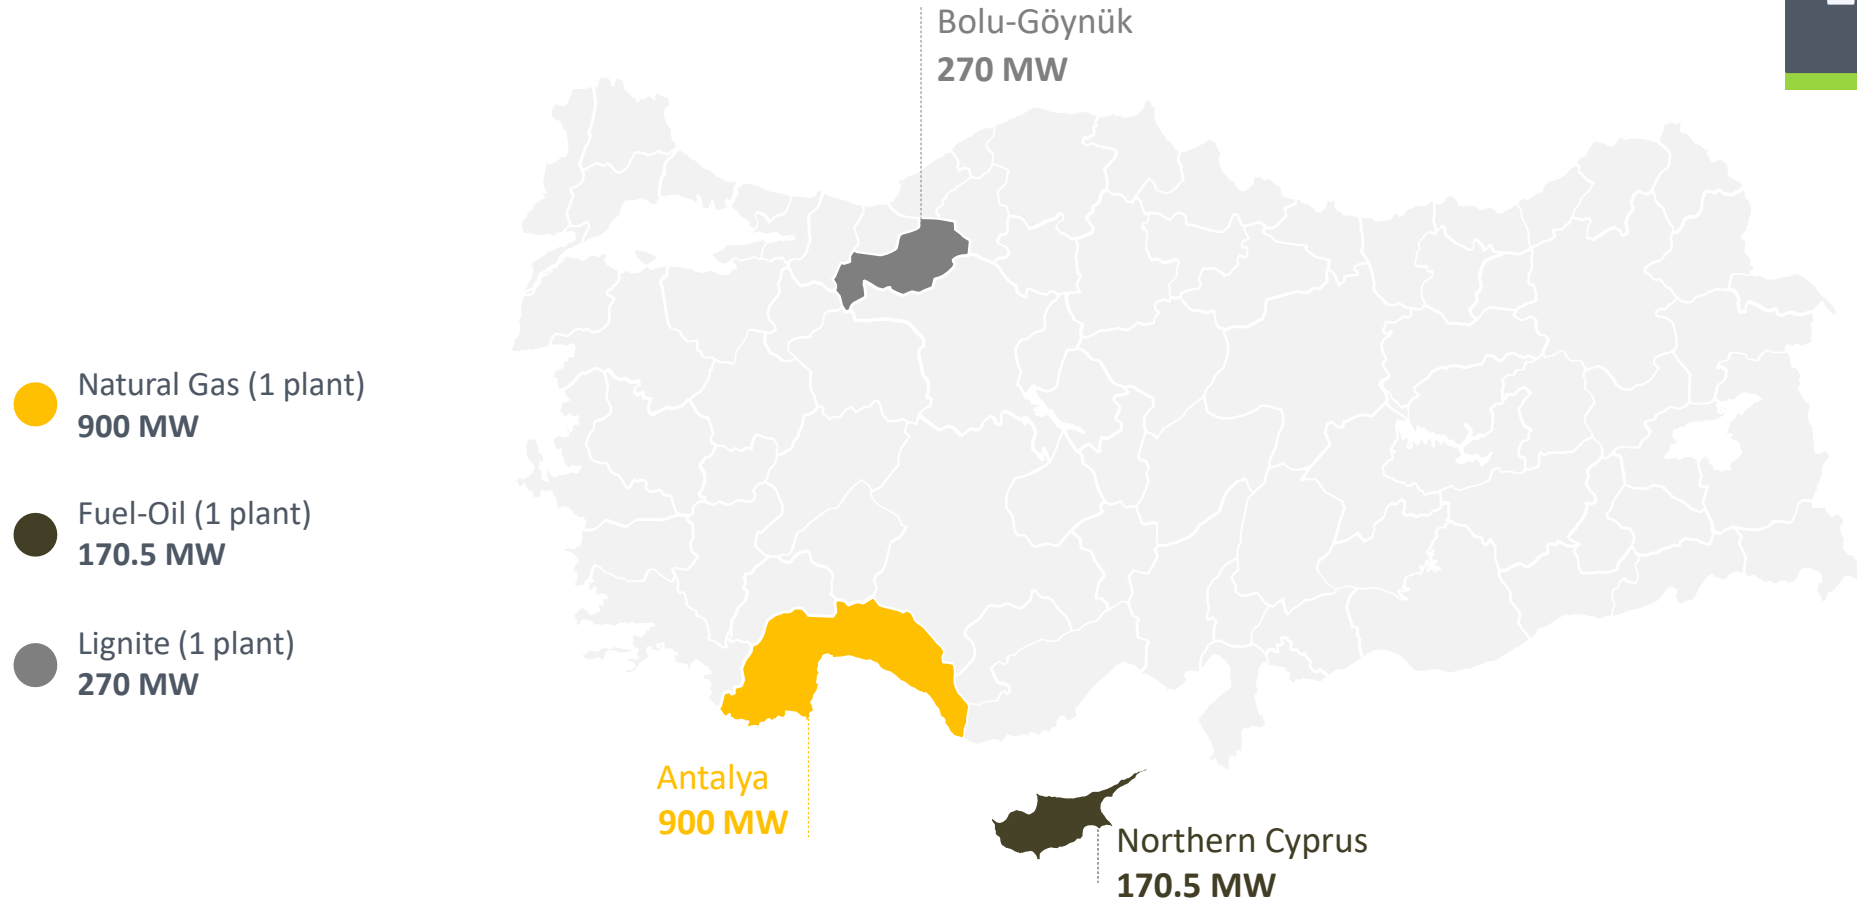 Bolu-Göynük
270 MW
Natural Gas (1 plant)
900 MW
Fuel-Oil (1 plant)
170.5 MW
Lignite (1 plant)
270 MW
Antalya
900 MW
Northern Cyprus
170.5 MW